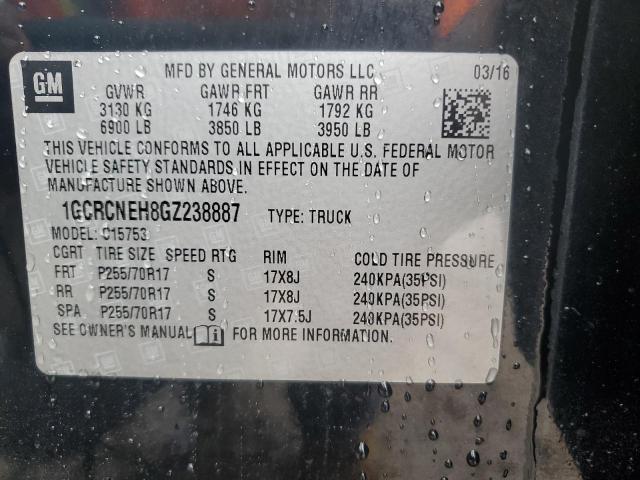 GM
MFD BY GENERAL MOTORS LLC 03/16
GVWR GAWR FRT GAWR RR
3130 KG 1746 KG 1792 KG
6900 LB 3850 LB 3950 LB
THIS VEHICLE CONFORMS TO ALL APPLICABLE U.S. FEDERAL MOTOR
VEHICLE SAFETY STANDARDS IN EFFECT ON THE DATE OF
MANUFACTURE SHOWN ABOVE.
1GCRCNEH8GZ238887 TYPE: TRUCK
MODEL: C15753
CGRT TIRE SIZE SPEED RTG RIM COLD TIRE PRESSURE
FRT P255/70R17 S 17X8J 240KPA(35PSI)
RR P255/70R17 S 17X8J 240KPA(35PSI)
SPA P255/70R17 S 17X7.5J 240KPA(35PSI)
SEE OWNER'S MANUAL FOR MORE INFORMATION.